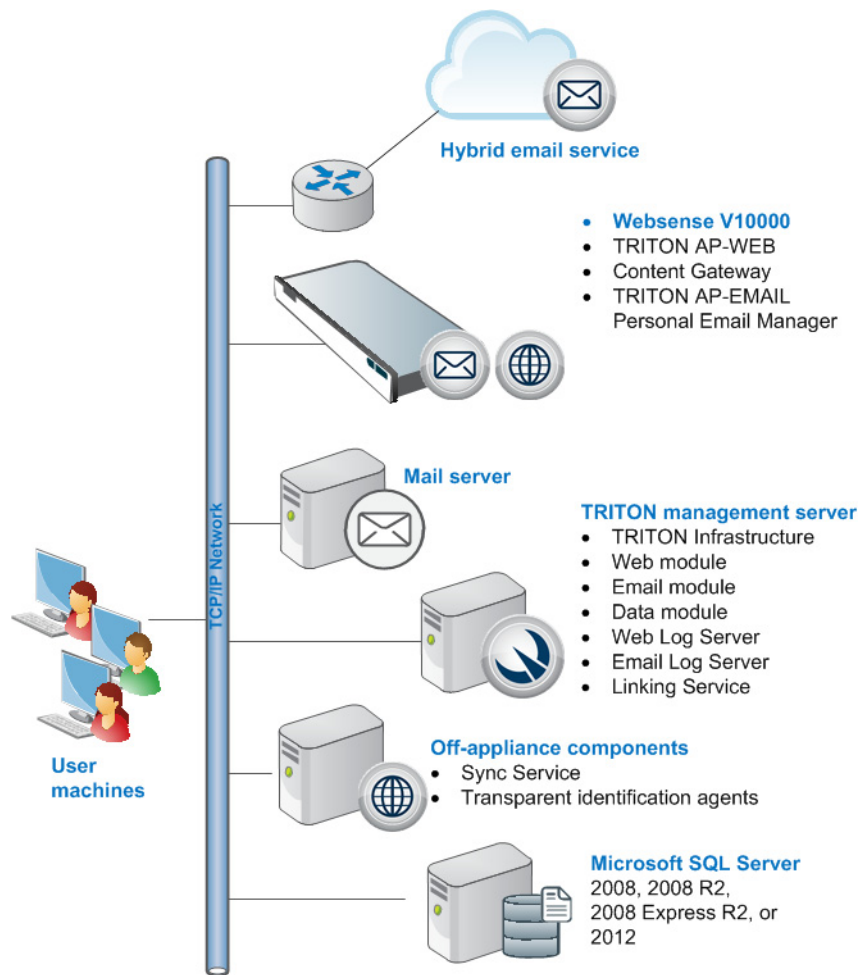 Hybrid email service
• Websense V10000
• TRITON AP-WEB
• Content Gateway
• TRITON AP-EMAIL
Personal Email Manager
Mail server
TRITON management server
• TRITON Infrastructure
• Web module
• Email module
• Data module
• Web Log Server
• Email Log Server
• Linking Service
TCP/IP Network
User
machines
Off-appliance components
• Sync Service
• Transparent identification agents
Microsoft SQL Server
2008, 2008 R2,
2008 Express R2, or
2012